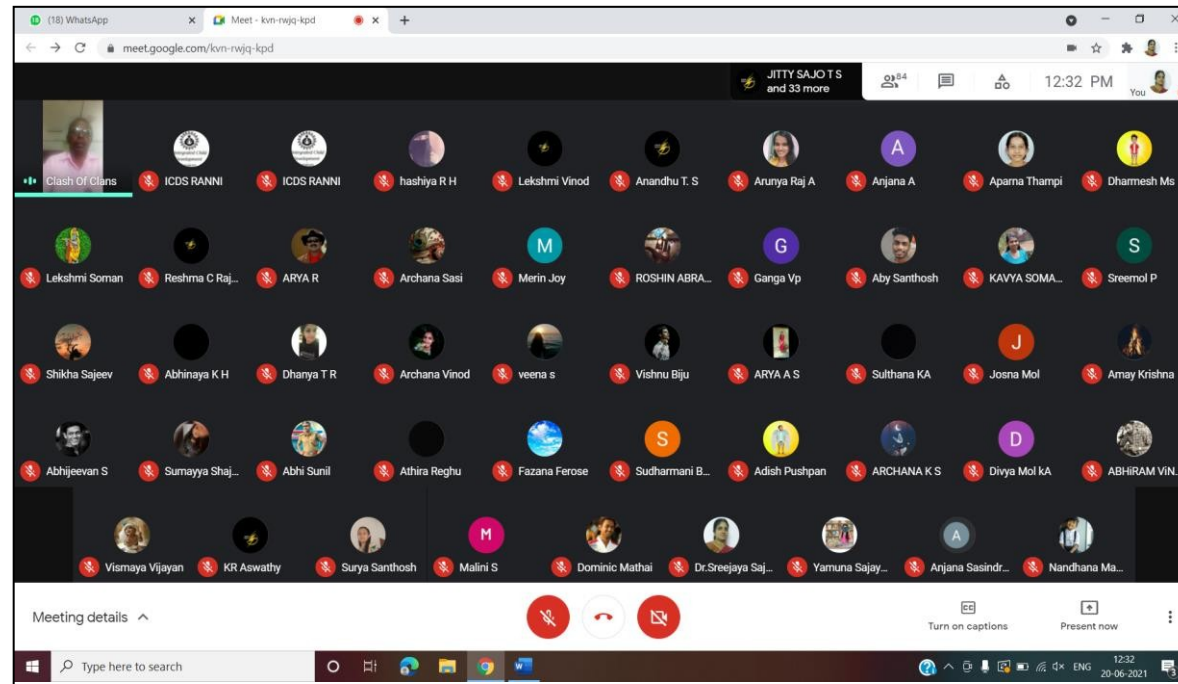 (18) WhatsApp
Meet - kvn-rwjq-kpd
meet.google.com/kvn-rwjq-kpd
JITTY SAJO T S
and 33 more
84
12:32 PM
You
Clash Of Clans ICDS RANNI ICDS RANNI hashiya R H Lekshmi Vinod Anandhu T. S Arunya Raj A Anjana A Aparna Thampi Dharmesh Ms
A
Lekshmi Soman Reshma C Raj... ARYA R Archana Sasi Merin Joy ROSHIN ABRA... Ganga Vp Aby Santhosh KAVYA SOMA... Sreemol P
M G S
Shikha Sajeev Abhinaya K H Dhanya T R Archana Vinod veena s Vishnu Biju ARYA A S Sulthana KA Josna Mol Amay Krishna
J
Abhijeevan S Sumayya Shaj... Abhi Sunil Athira Reghu Fazana Ferose Sudharmani B... Adish Pushpan ARCHANA K S Divya Mol kA ABHiRAM ViN...
S D
Vismaya Vijayan KR Aswathy Surya Santhosh Malini S Dominic Mathai Dr.Sreejaya Saj... Yamuna Sajay... Anjana Sasindr... Nandhana Ma...
M A
Meeting details
CC
Turn on captions
Present now
Type here to search
W
ENG
12:32
20-06-2021
3